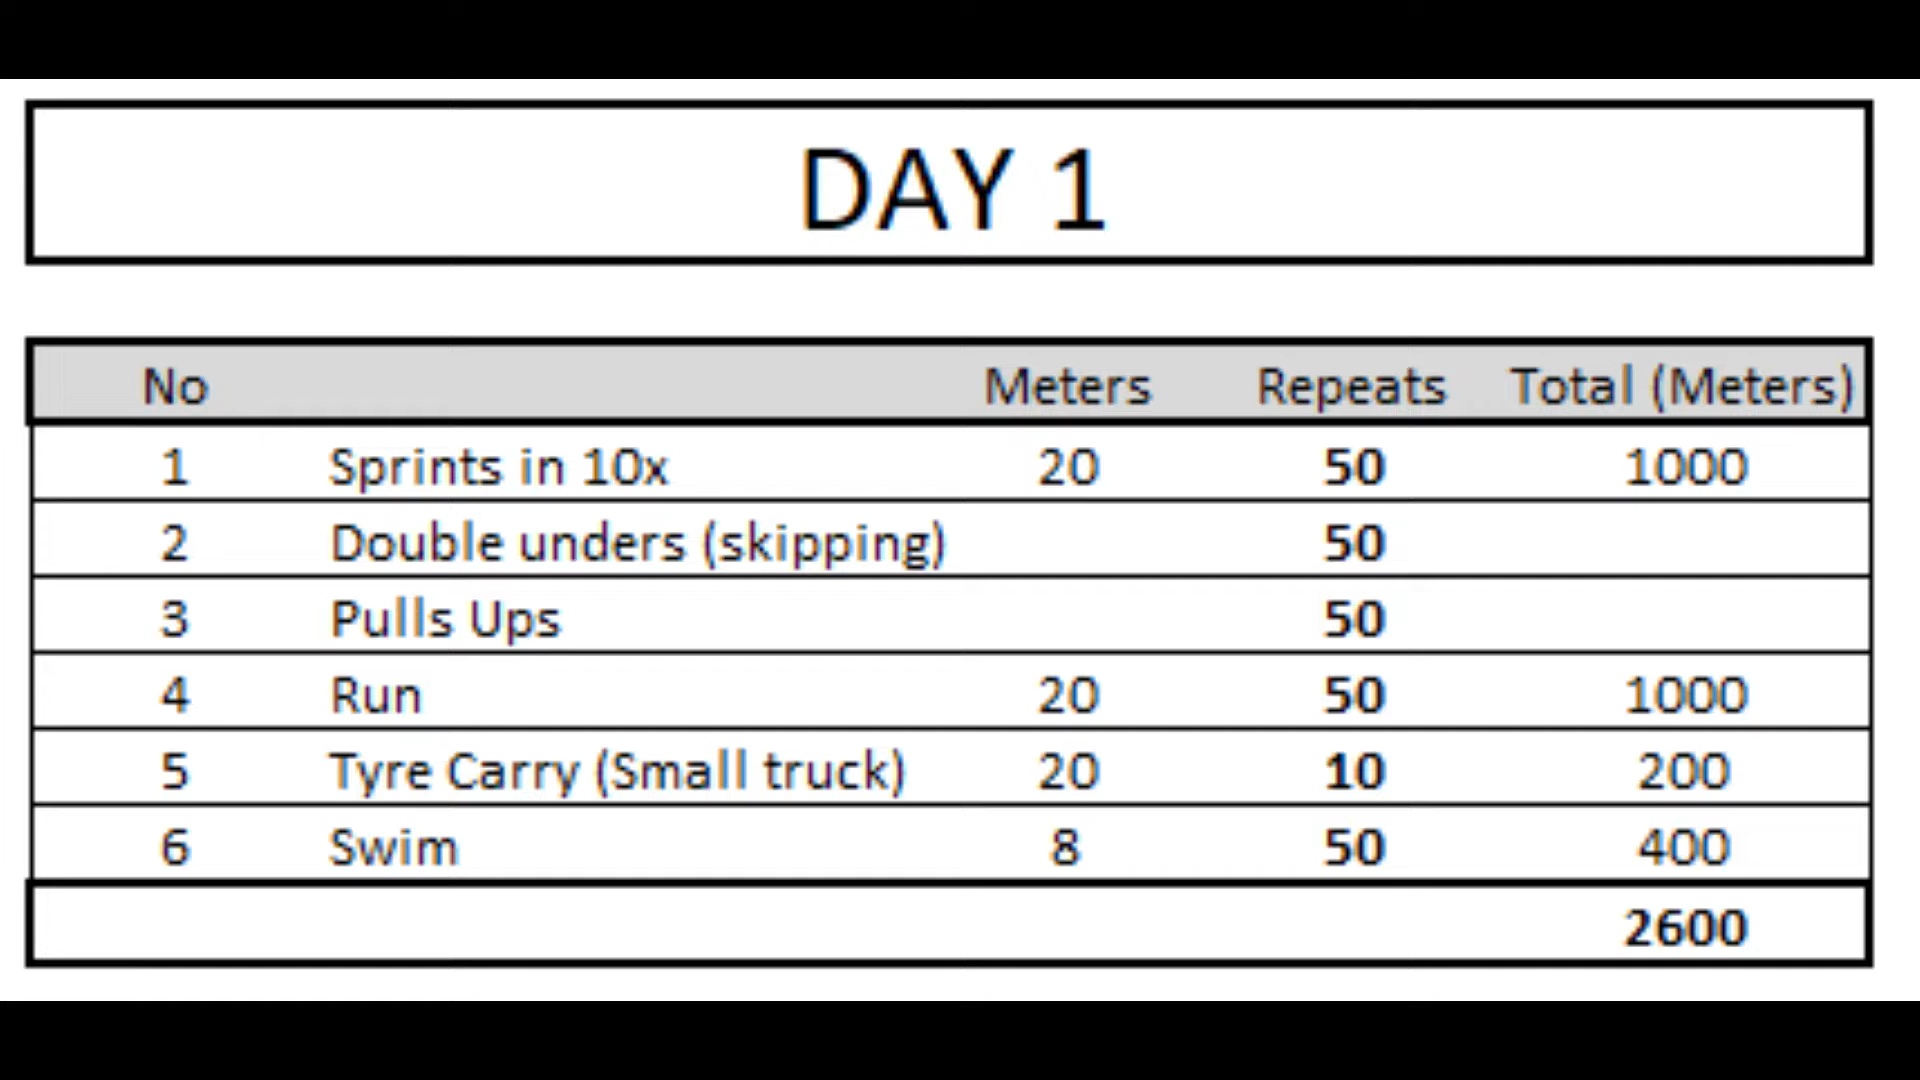 DAY 1
No Meters Repeats Total (Meters)
1 Sprints in 10x 20 50 1000
2 Double unders (skipping) 50
3 Pulls Ups 50
4 Run 20 50 1000
5 Tyre Carry (Small truck) 20 10 200
6 Swim 8 50 400
2600